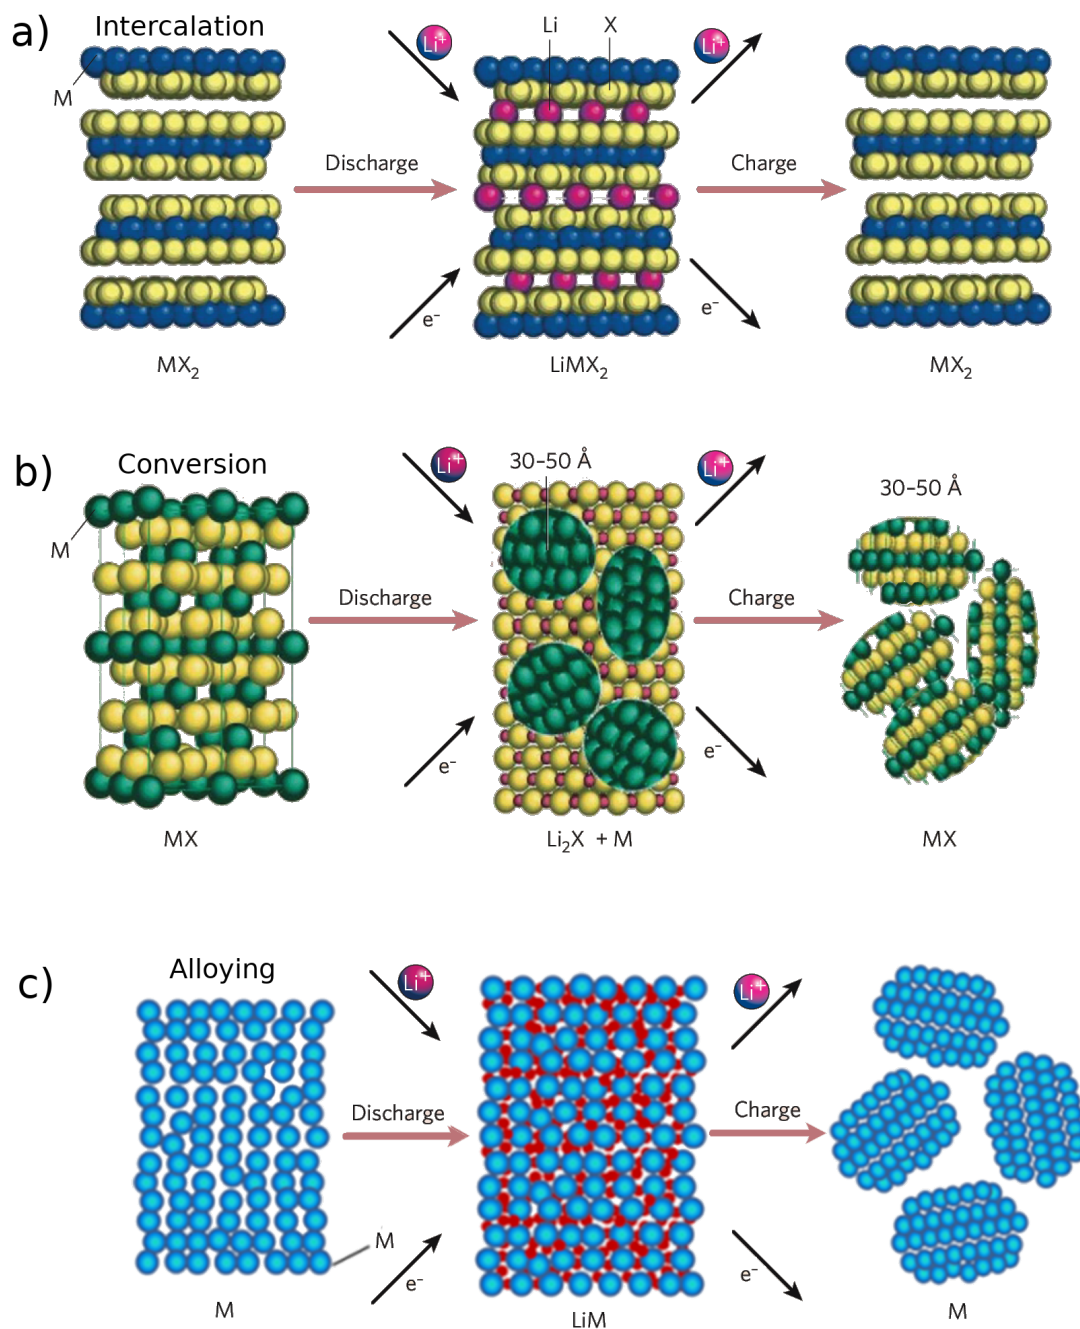 a) Intercalation
Li⁺
Li
X
Li⁺
M
Discharge
Charge
e⁻
e⁻
MX₂
LiMX₂
MX₂
b) Conversion
Li⁺
30–50 Å
Li⁺
30–50 Å
M
Discharge
Charge
e⁻
e⁻
MX
Li₂X + M
MX
c) Alloying
Li⁺
Li⁺
Discharge
Charge
M
e⁻
e⁻
M
LiM
M